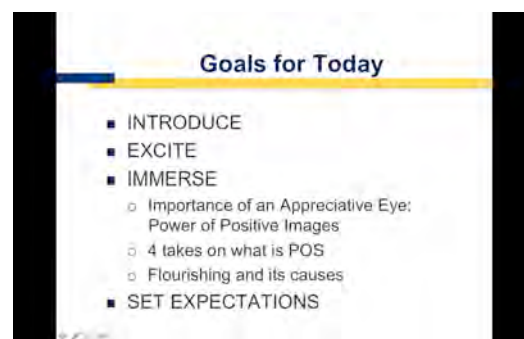 Goals for Today
INTRODUCE
EXCITE
IMMERSE
Importance of an Appreciative Eye:
Power of Positive Images
4 takes on what is POS
Flourishing and its causes
SET EXPECTATIONS